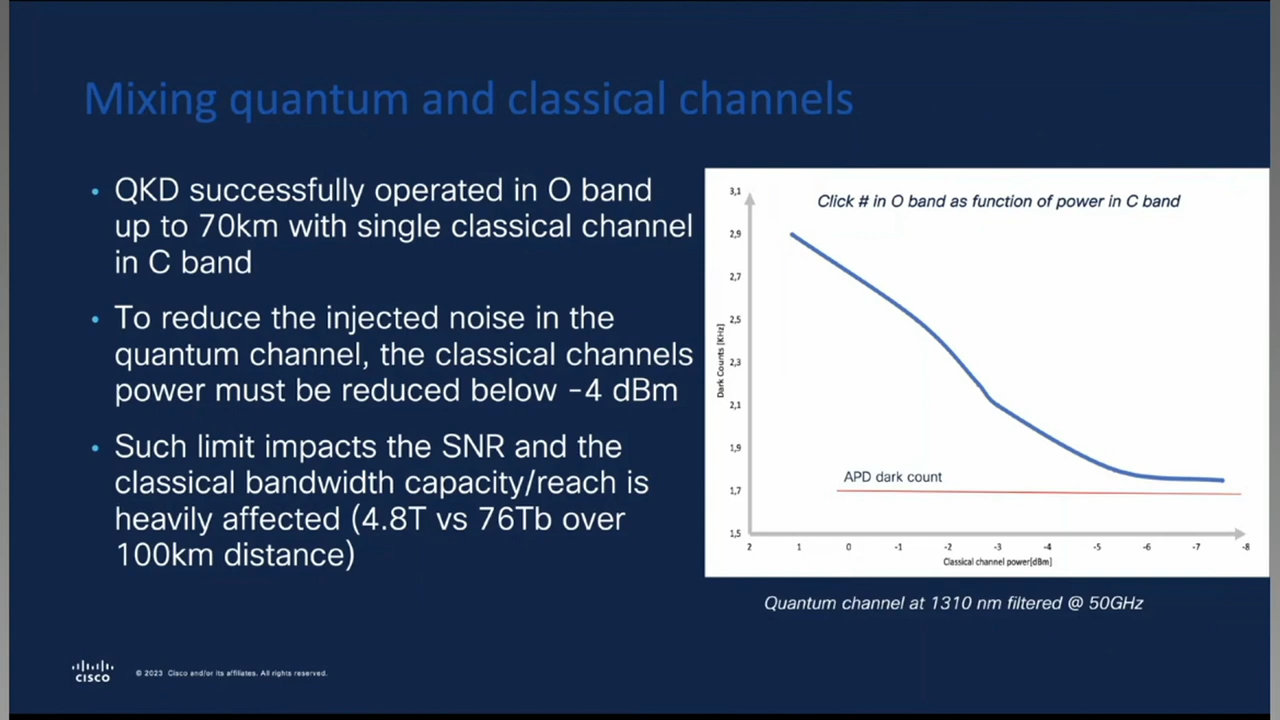 Mixing quantum and classical channels
• QKD successfully operated in O band
up to 70km with single classical channel
in C band
• To reduce the injected noise in the
quantum channel, the classical channels
power must be reduced below -4 dBm
• Such limit impacts the SNR and the
classical bandwidth capacity/reach is
heavily affected (4.8T vs 76Tb over
100km distance)
Click # in O band as function of power in C band
3,1
2,9
2,7
2,5
2,3
2,1
1,9
1,7
1,5
Dark Counts [KHz]
APD dark count
2 1 0 -1 -2 -3 -4 -5 -6 -7 -8
Classical channel power[dBm]
Quantum channel at 1310 nm filtered @ 50GHz
CISCO
© 2023 Cisco and/or its affiliates. All rights reserved.